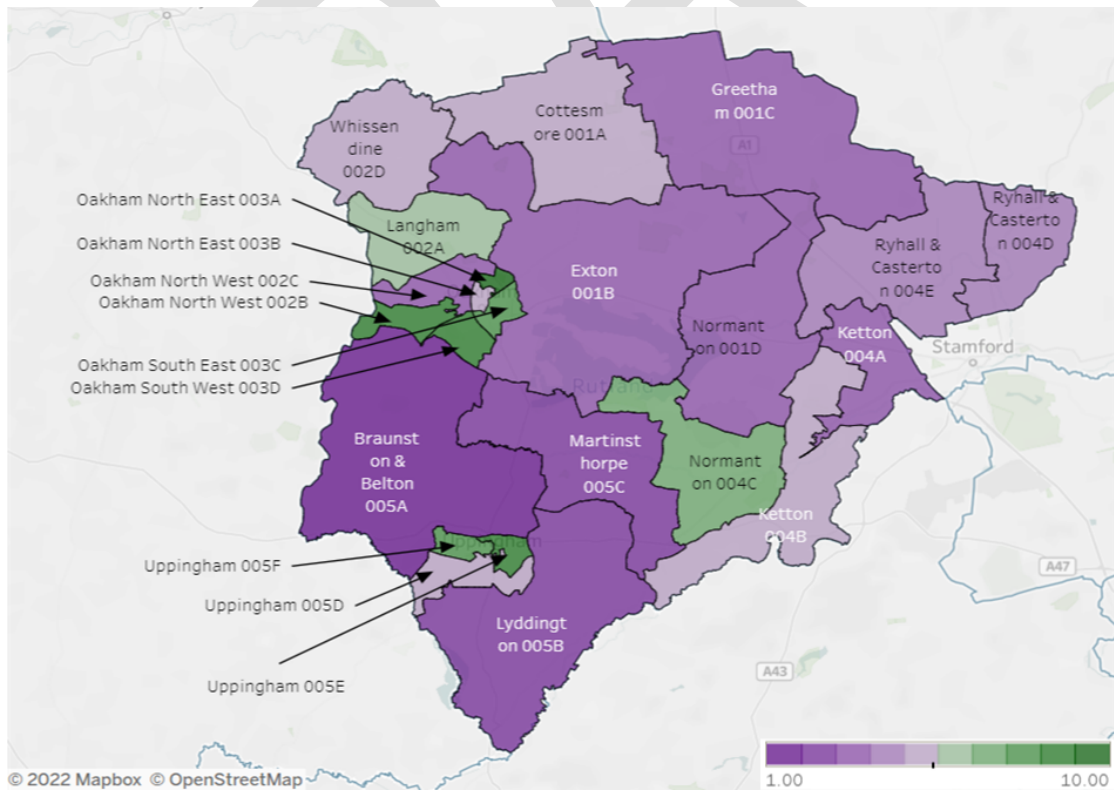 Greetha
m 001C
Cottesm
ore 001A
Whissen
dine
002D
A1
Oakham North East 003A
Ryhall &
Casterto
n 004D
Langham
002A
Oakham North East 003B
Ryhall &
Casterto
n 004E
Exton
001B
Oakham North West 002C
Oakham North West 002B
Normant
on 001D
Ketton
004A
Stamford
Oakham South East 003C
Oakham South West 003D
Rutland
Braunst
on &
Belton
005A
Martinst
horpe
005C
Normant
on 004C
Ketton
004B
Uppingham
Uppingham 005F
A47
Uppingham 005D
Lyddingt
on 005B
Uppingham 005E
A43
© 2022 Mapbox © OpenStreetMap
1.00
10.00